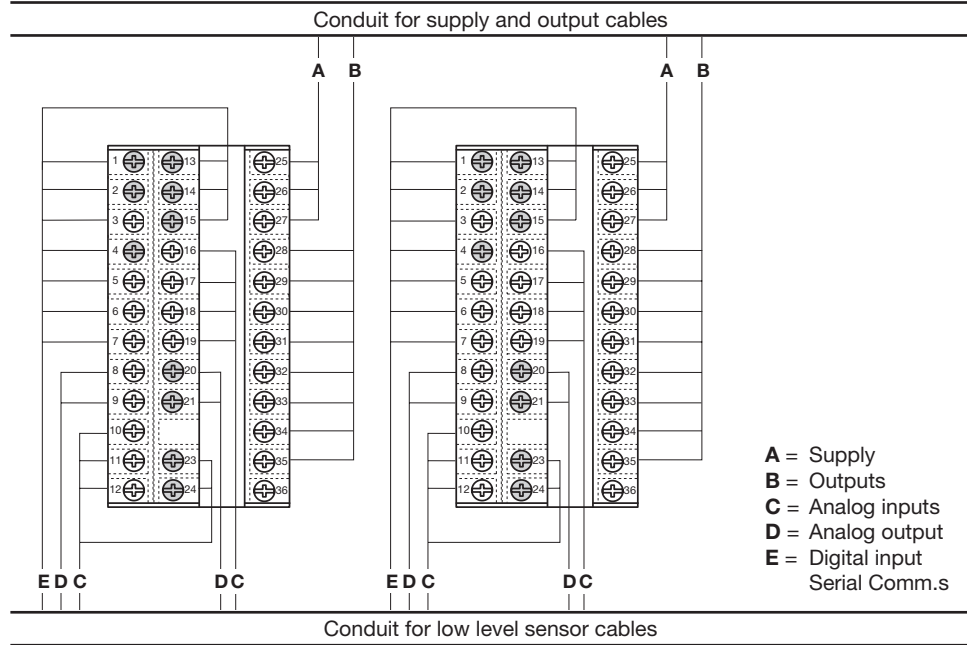 Conduit for supply and output cables
A B A B
1 13 25 1 13 25
2 14 26 2 14 26
3 15 27 3 15 27
4 16 28 4 16 28
5 17 29 5 17 29
6 18 30 6 18 30
7 19 31 7 19 31
8 20 32 8 20 32
9 21 33 9 21 33
10 34 10 34
11 23 35 11 23 35
12 24 36 12 24 36
A = Supply
B = Outputs
C = Analog inputs
D = Analog output
E = Digital input
Serial Comm.s
E D C D C E D C D C
Conduit for low level sensor cables